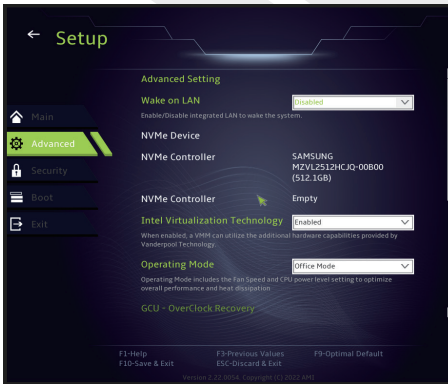 Setup
Advanced Setting
Wake on LAN
Disabled
Enable/Disable integrated LAN to wake the system.
Main
NVMe Device
Advanced
NVMe Controller
SAMSUNG
MZVL2512HCJQ-00B00
(512.1GB)
Security
Boot
NVMe Controller
Empty
Exit
Intel Virtualization Technology
Enabled
When enabled, a VMM can utilize the additional hardware capabilities provided by
Vanderpool Technology.
Operating Mode
Office Mode
Operating Mode includes the Fan Speed and CPU power level setting to optimize
overall performance and heat dissipation
GCU - OverClock Recovery
F1-Help
F3-Previous Values
F9-Optimal Default
F10-Save & Exit
ESC-Discard & Exit
Version 2.22.0054. Copyright (C) 2022 AMI